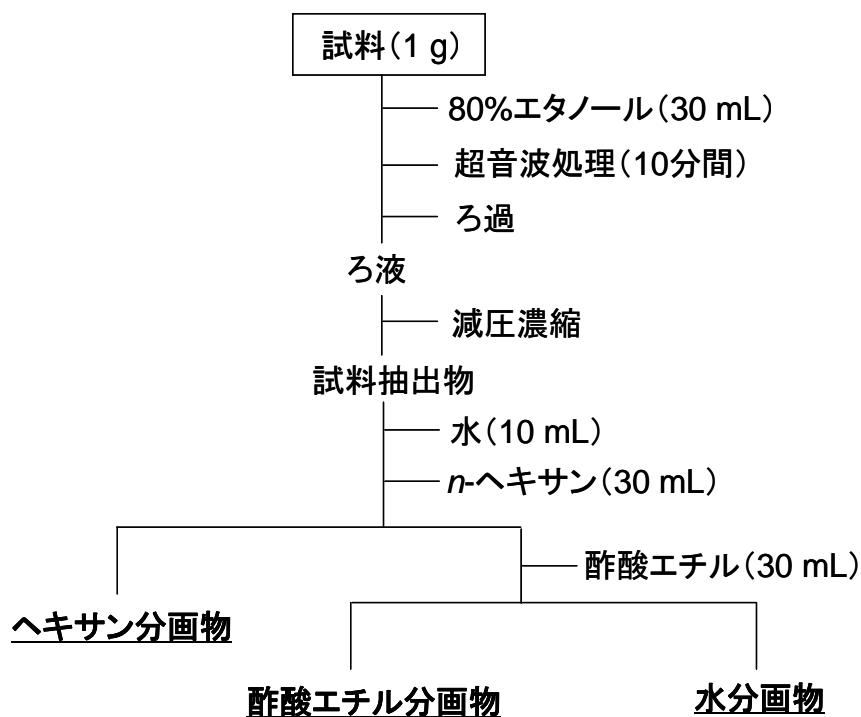 試料(1 g)
80%エタノール(30 mL)
超音波処理(10分間)
ろ過
ろ液
減圧濃縮
試料抽出物
水(10 mL)
n-ヘキサン(30 mL)
酢酸エチル(30 mL)
ヘキサン分画物
酢酸エチル分画物
水分画物